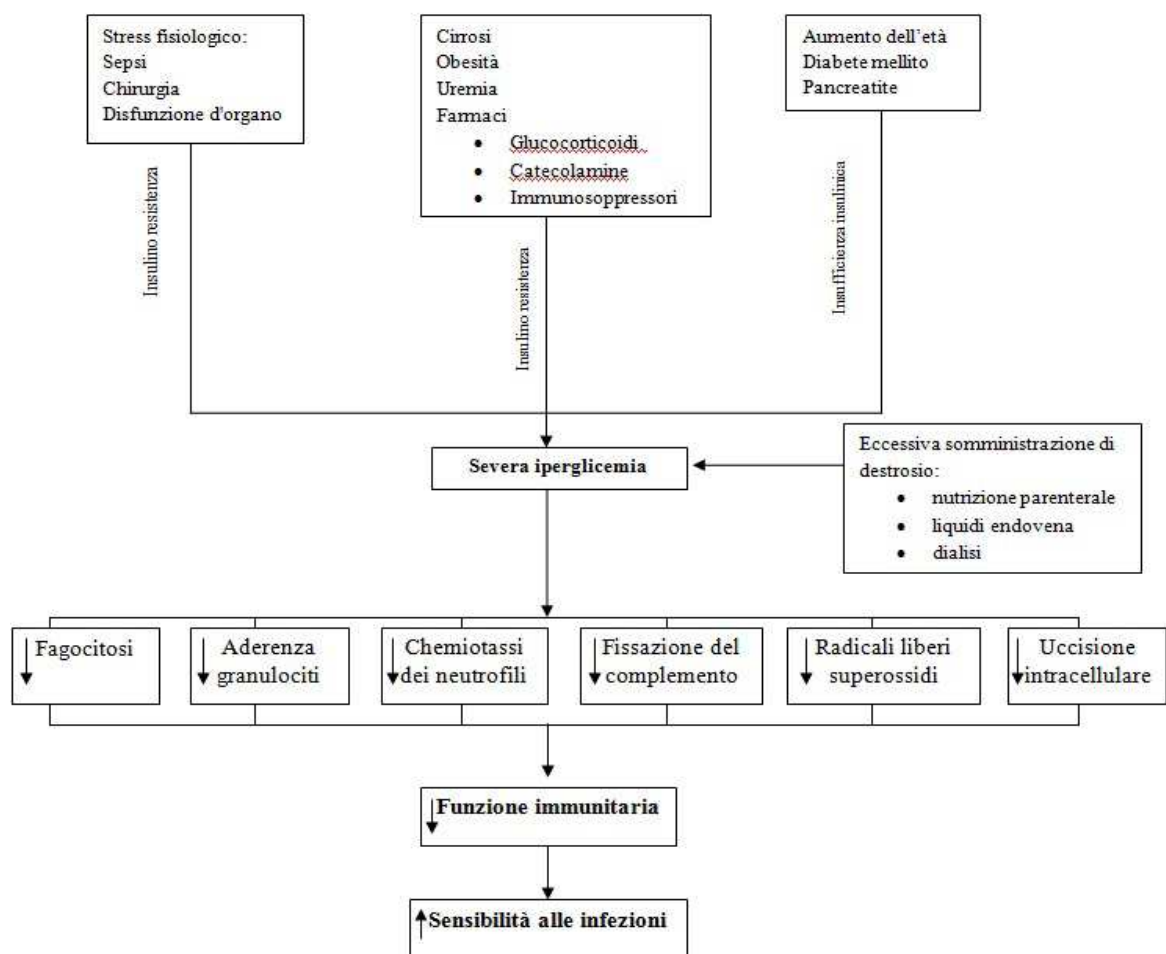 Stress fisiologico:
Sepsi
Chirurgia
Disfunzione d'organo
Cirrosi
Obesità
Uremia
Farmaci
• Glucocorticoidi
• Catecolamine
• Immunosoppressori
Aumento dell'età
Diabete mellito
Pancreatite
Insulino resistenza
Insulino resistenza
Insufficienza insulinica
Severa iperglicemia
Eccessiva somministrazione di
destrosio:
• nutrizione parenterale
• liquidi endovena
• dialisi
↓ Fagocitosi
↓ Aderenza
granulociti
↓ Chemiotassi
dei neutrofili
↓ Fissazione del
complemento
↓ Radicali liberi
superossidi
↓ Uccisione
intracellulare
↓ Funzione immunitaria
↑ Sensibilità alle infezioni